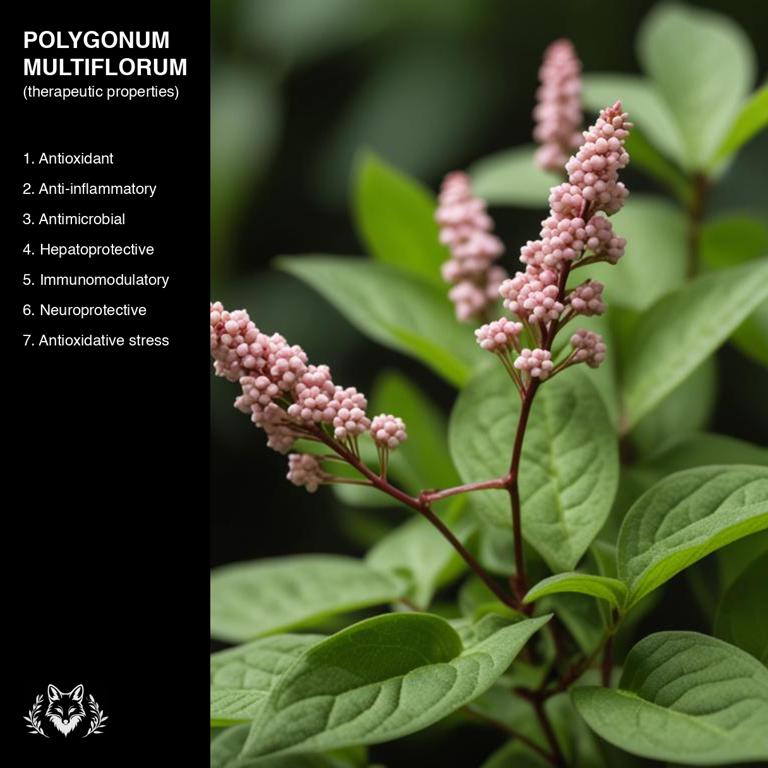 POLYGONUM
MULTIFLORUM
(therapeutic properties)
1. Antioxidant
2. Anti-inflammatory
3. Antimicrobial
4. Hepatoprotective
5. Immunomodulatory
6. Neuroprotective
7. Antioxidative stress